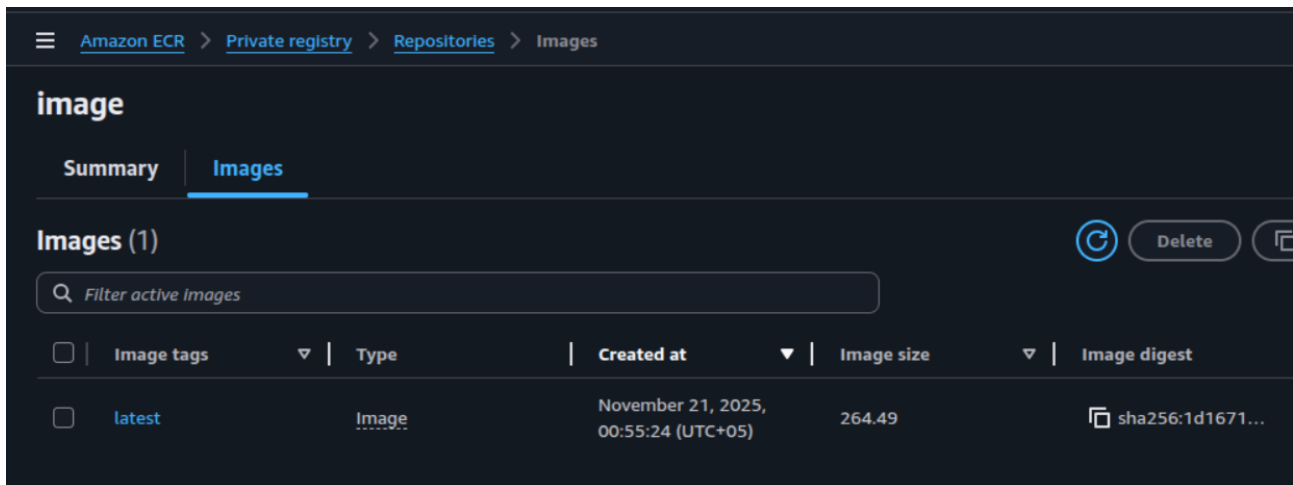 Amazon ECR > Private registry > Repositories > Images
image
Summary Images
Images (1)
Delete
Filter active images
Image tags Type Created at Image size Image digest
latest Image November 21, 2025, 264.49 sha256:1d1671...
00:55:24 (UTC+05)